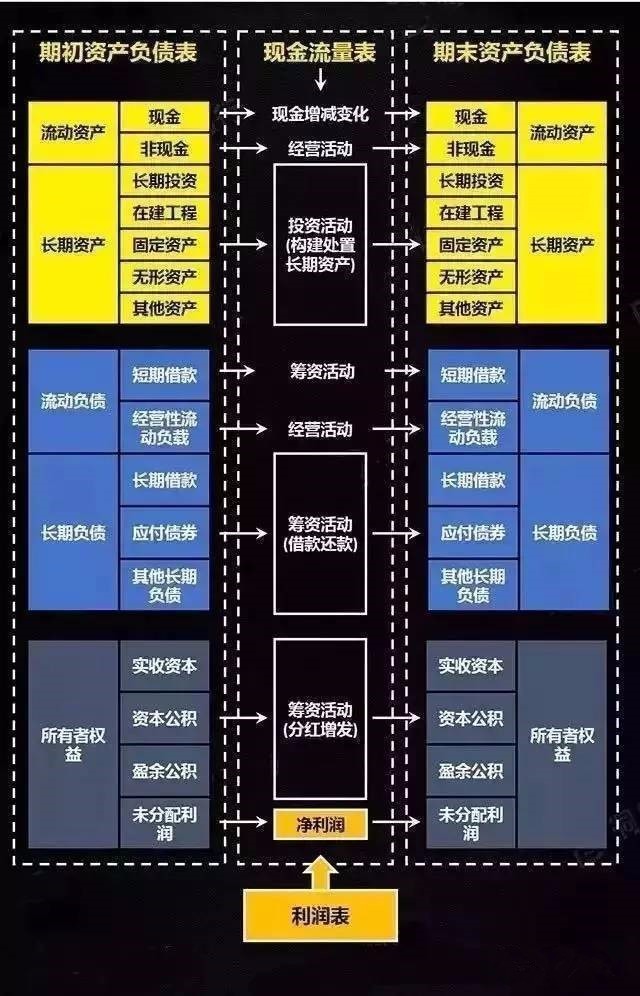 期初资产负债表
现金流量表
期末资产负债表
流动资产
现金
非现金
长期资产
长期投资
在建工程
固定资产
无形资产
其他资产
流动负债
短期借款
经营性流
动负载
长期负债
长期借款
应付债券
其他长期
负债
所有者权
益
实收资本
资本公积
盈余公积
未分配利
润
现金增减变化
经营活动
投资活动
(构建处置
长期资产)
筹资活动
经营活动
筹资活动
(借款还款)
筹资活动
(分红增发)
净利润
利润表
现金
非现金
流动资产
长期投资
在建工程
固定资产
无形资产
其他资产
长期资产
短期借款
经营性流
动负载
流动负债
长期借款
应付债券
其他长期
负债
长期负债
实收资本
资本公积
盈余公积
未分配利
润
所有者权
益